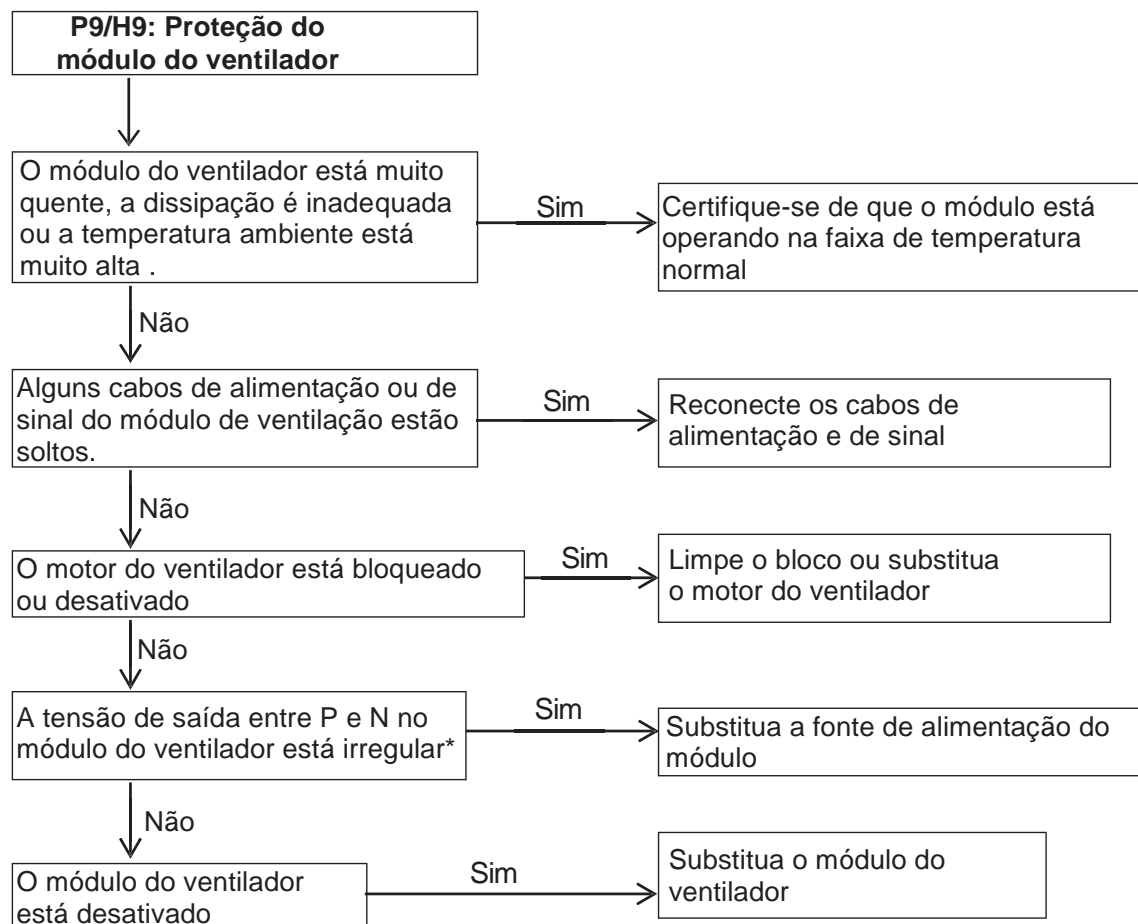 P9/H9: Proteção do
módulo do ventilador
O módulo do ventilador está muito
quente, a dissipação é inadequada
ou a temperatura ambiente está
muito alta .
Sim
Certifique-se de que o módulo está
operando na faixa de temperatura
normal
Não
Alguns cabos de alimentação ou de
sinal do módulo de ventilação estão
soltos.
Sim
Reconecte os cabos de
alimentação e de sinal
Não
O motor do ventilador está bloqueado
ou desativado
Sim
Limpe o bloco ou substitua
o motor do ventilador
Não
A tensão de saída entre P e N no
módulo do ventilador está irregular*
Sim
Substitua a fonte de alimentação do
módulo
Não
O módulo do ventilador
está desativado
Sim
Substitua o módulo do
ventilador